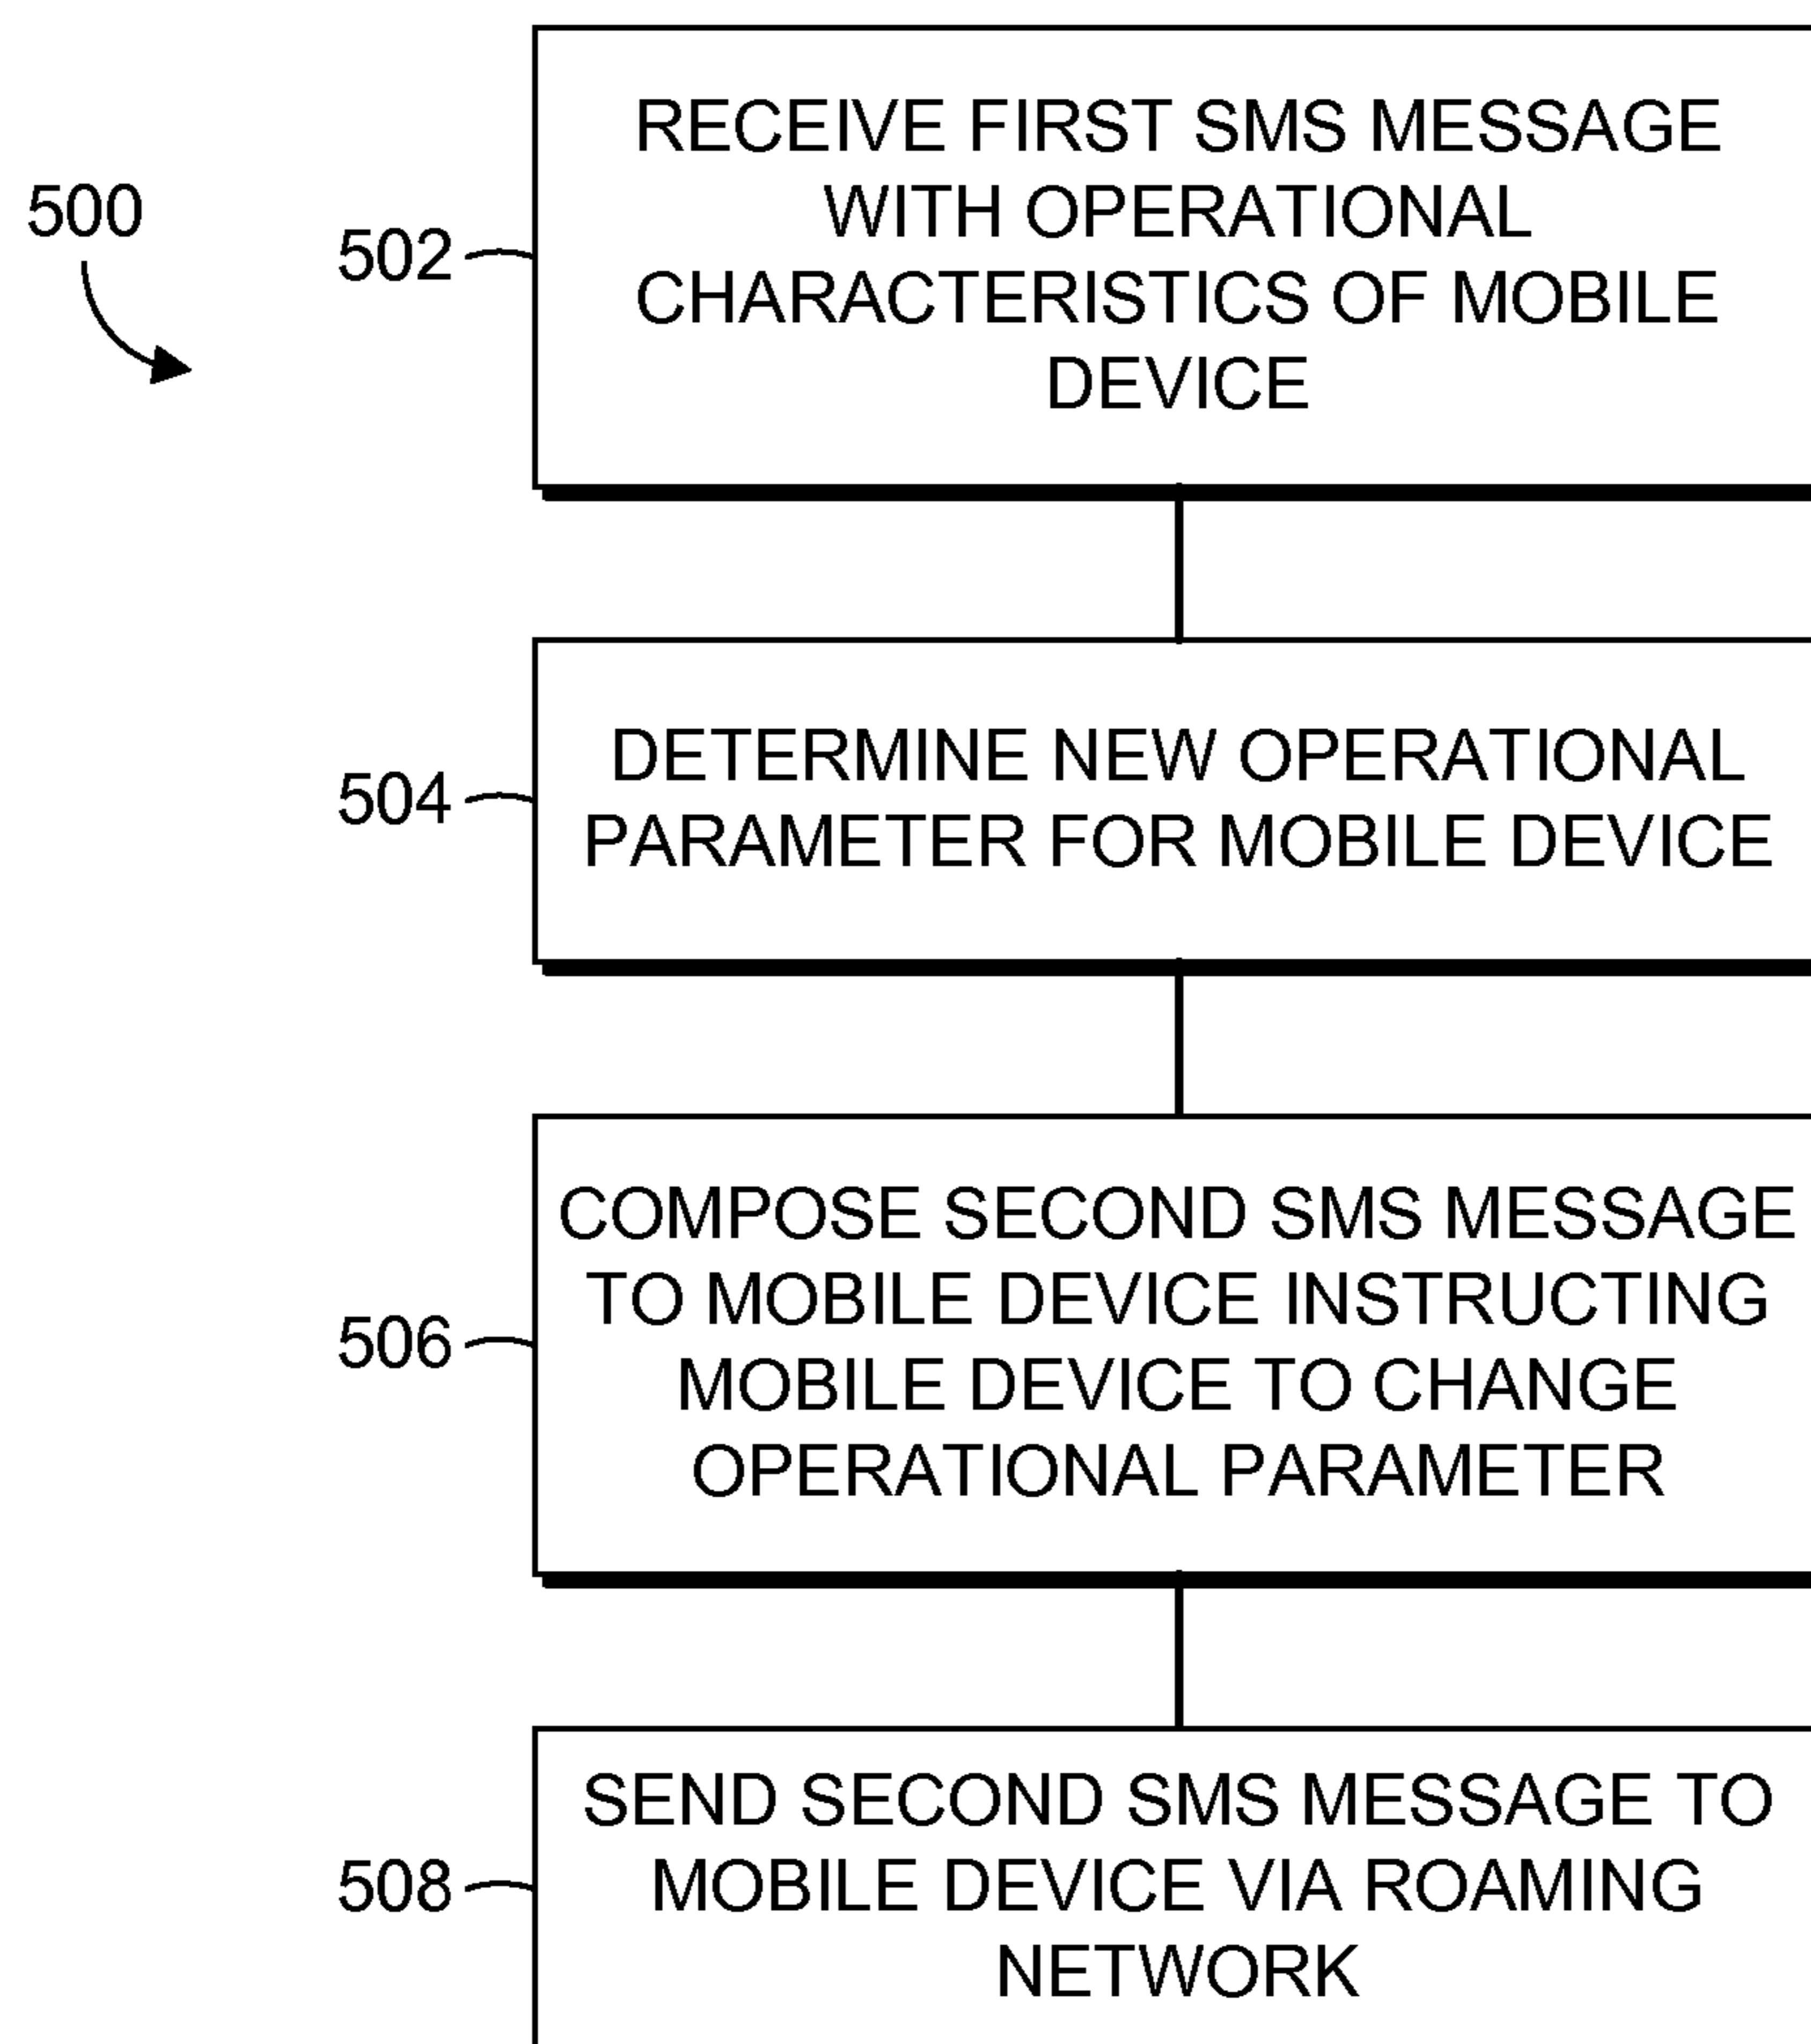 500
502
RECEIVE FIRST SMS MESSAGE
WITH OPERATIONAL
CHARACTERISTICS OF MOBILE
DEVICE
504
DETERMINE NEW OPERATIONAL
PARAMETER FOR MOBILE DEVICE
506
COMPOSE SECOND SMS MESSAGE
TO MOBILE DEVICE INSTRUCTING
MOBILE DEVICE TO CHANGE
OPERATIONAL PARAMETER
508
SEND SECOND SMS MESSAGE TO
MOBILE DEVICE VIA ROAMING
NETWORK